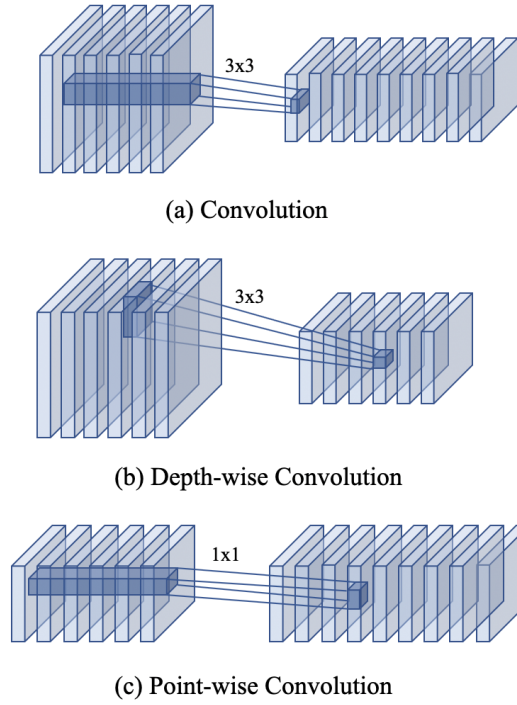 3x3
(a) Convolution
3x3
(b) Depth-wise Convolution
1x1
(c) Point-wise Convolution